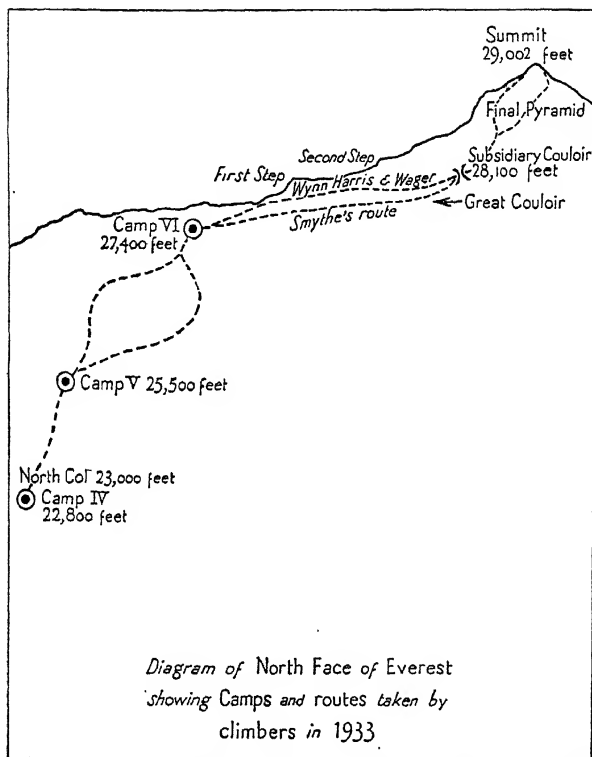 Summit
29,002 feet
Final Pyramid
Second Step
Subsidiary Couloir
28,100 feet
First Step
Wynn Harris & Wager
Great Couloir
Smythe's route
Camp VI
27,400 feet
Camp V 25,500 feet
North Col 23,000 feet
Camp IV
22,800 feet
Diagram of North Face of Everest
showing Camps and routes taken by
climbers in 1933